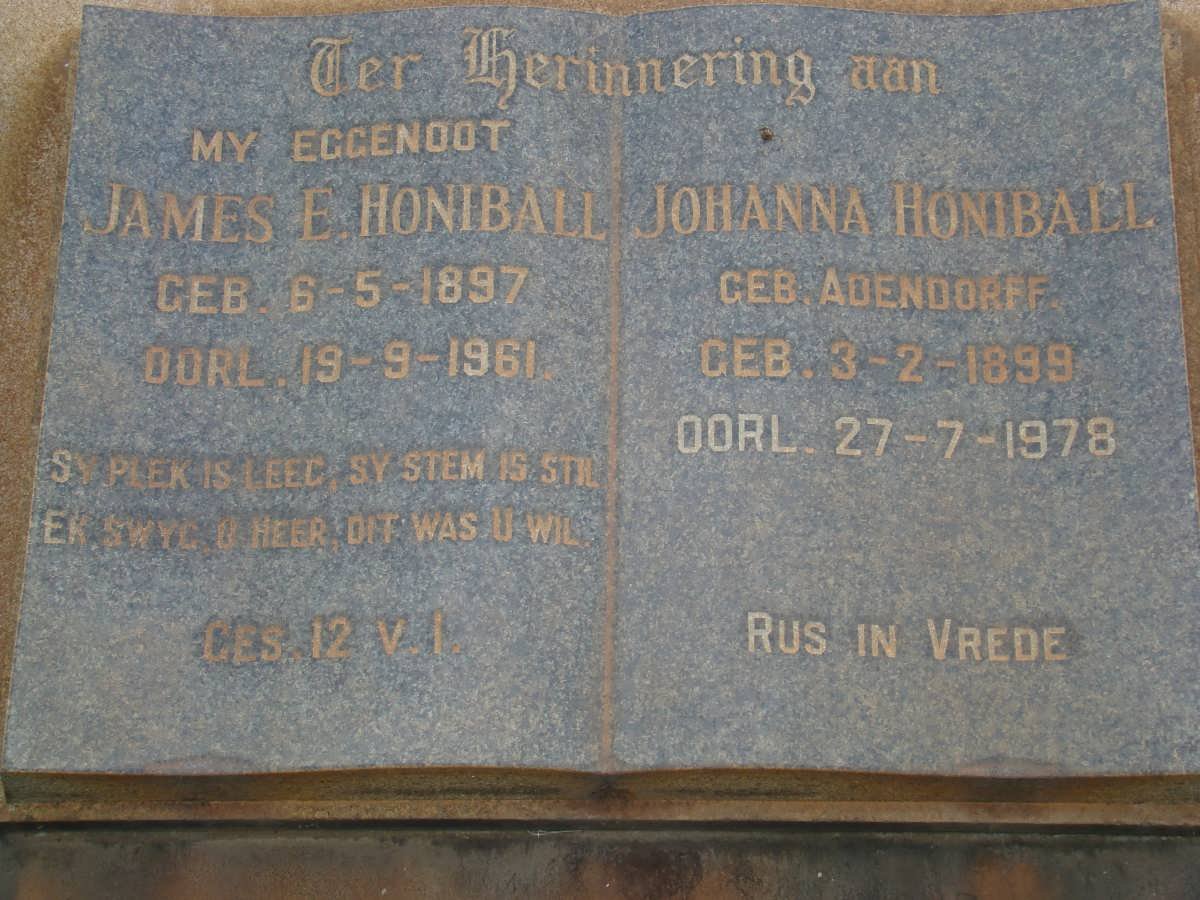 Ter Herinnering aan
MY EGGENOOT
JAMES E. HONIBALL
GEB. 6-5-1897
OORL. 19-9-1961.
SY PLEK IS LEEG, SY STEM IS STIL
EK SWYG, O HEER, DIT WAS U WIL.
GES. 12 V. 1.
JOHANNA HONIBALL
GEB. ADENDORFF.
GEB. 3-2-1899
OORL. 27-7-1978
RUS IN VREDE